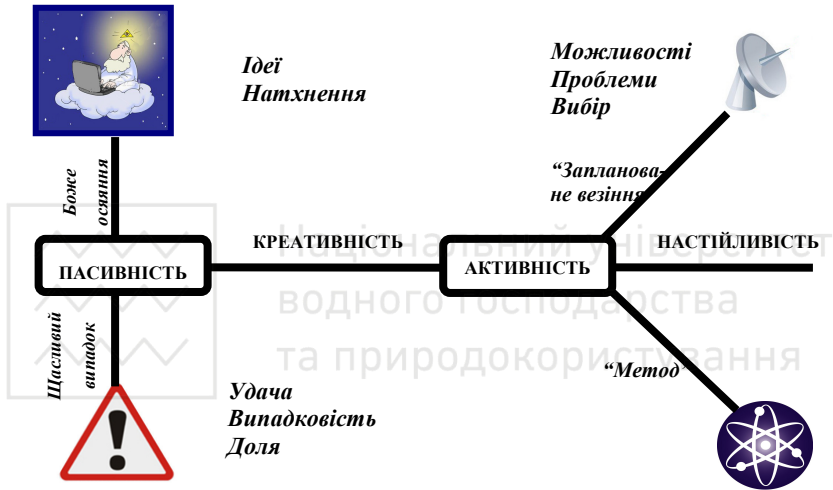 Ідеї
Натхнення
Можливості
Проблеми
Вибір
Боже
осяяння
“Запланова-
не везіння
КРЕАТИВНІСТЬ
НАСТІЙЛИВІСТЬ
ПАСИВНІСТЬ
АКТИВНІСТЬ
Національний університет
водного господарства
та природокористування
Щасливий
випадок
“Метод”
Удача
Випадковість
Доля